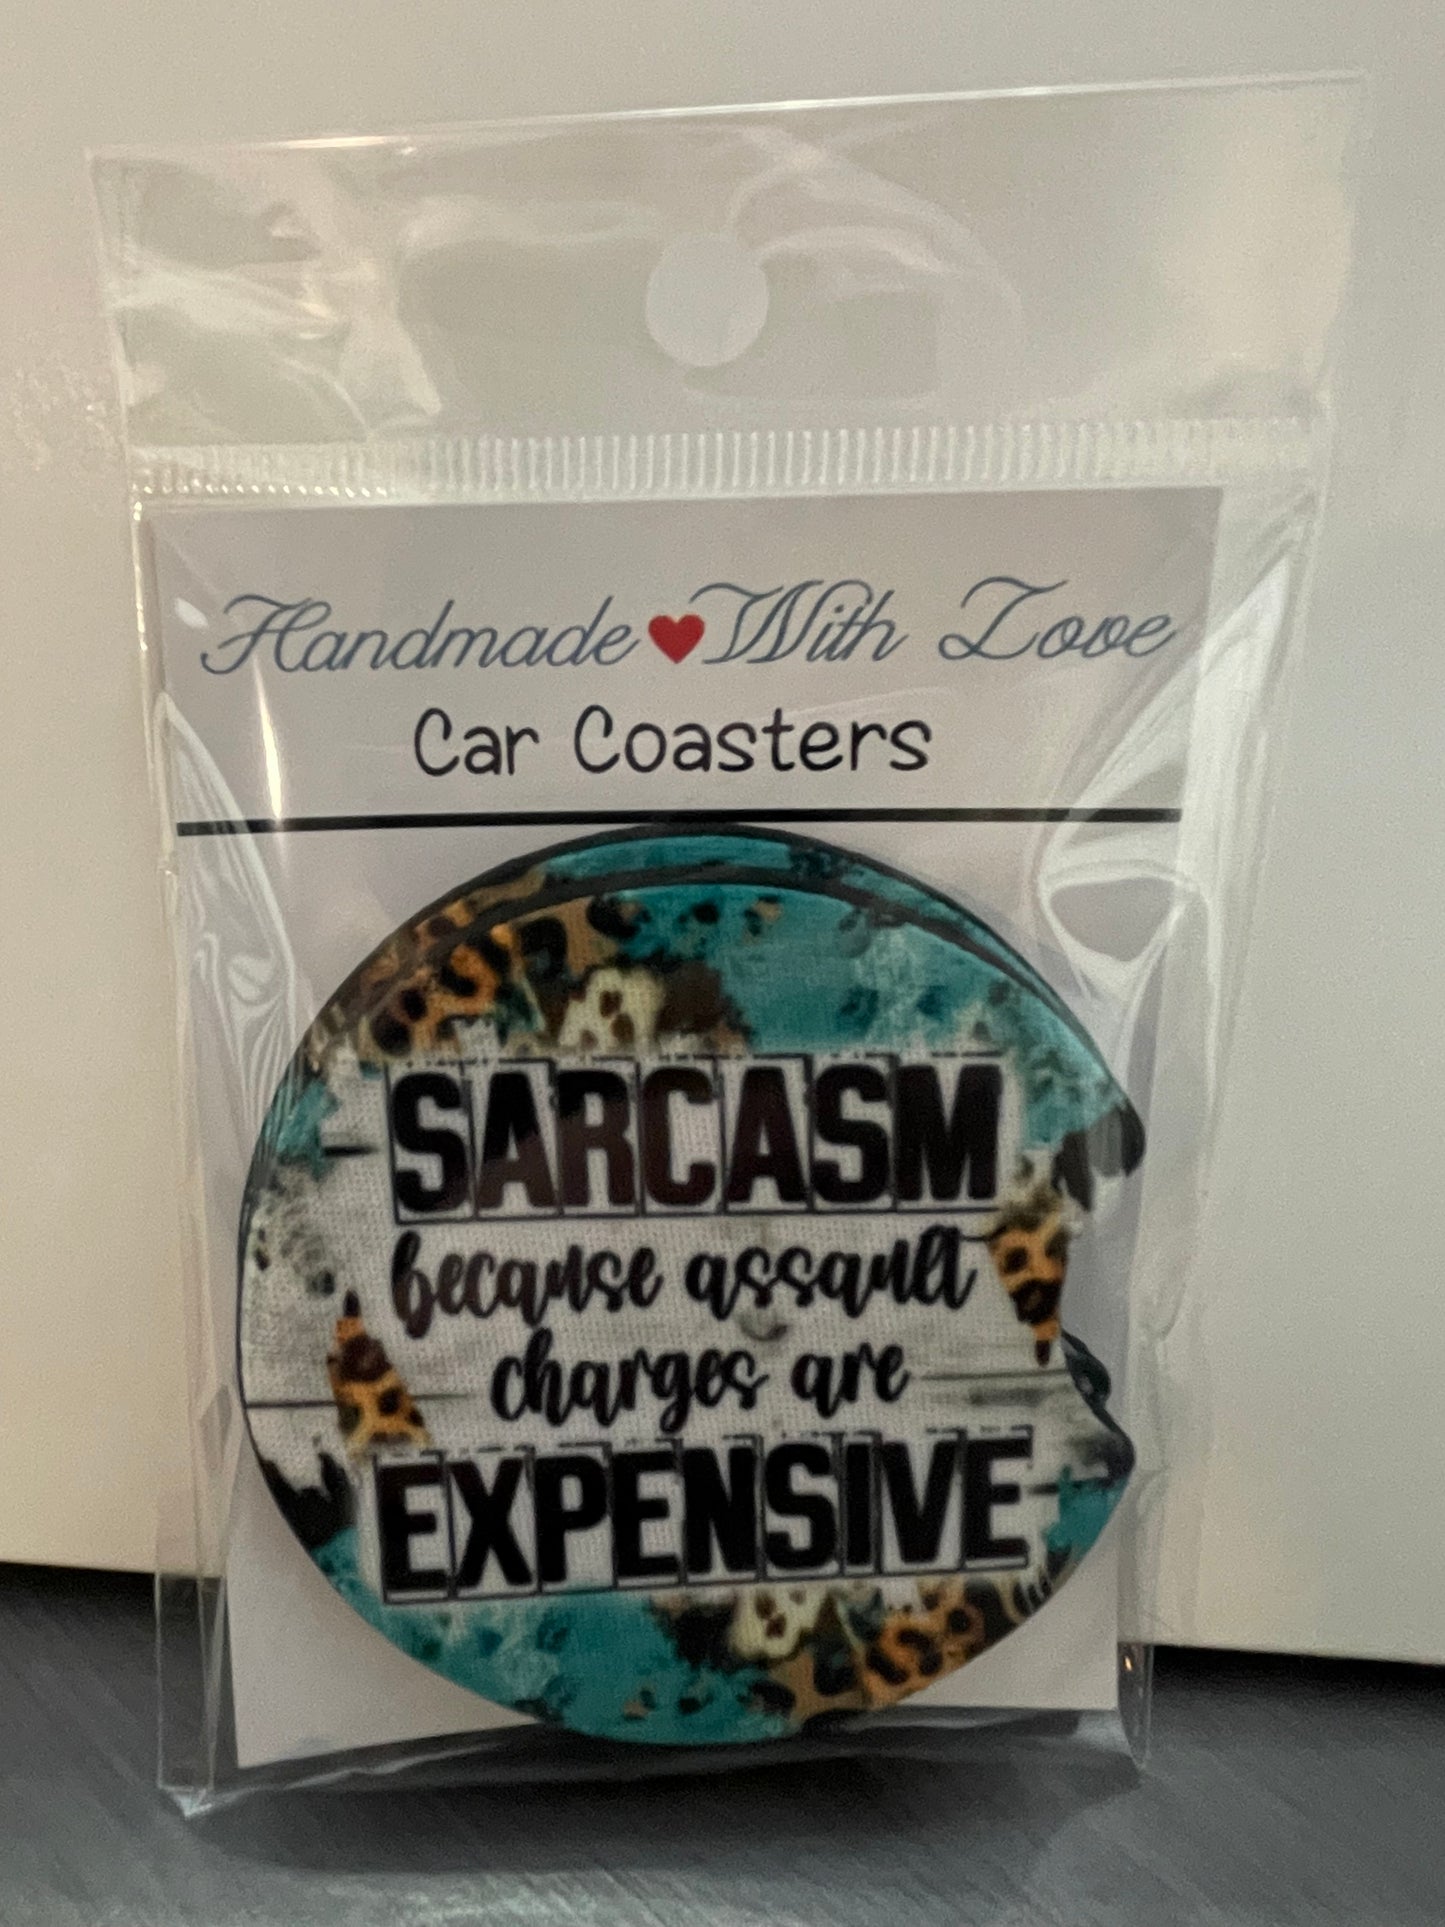 Handmade ❤ With Love
Car Coasters
SARCASM
because assault
charges are
EXPENSIVE